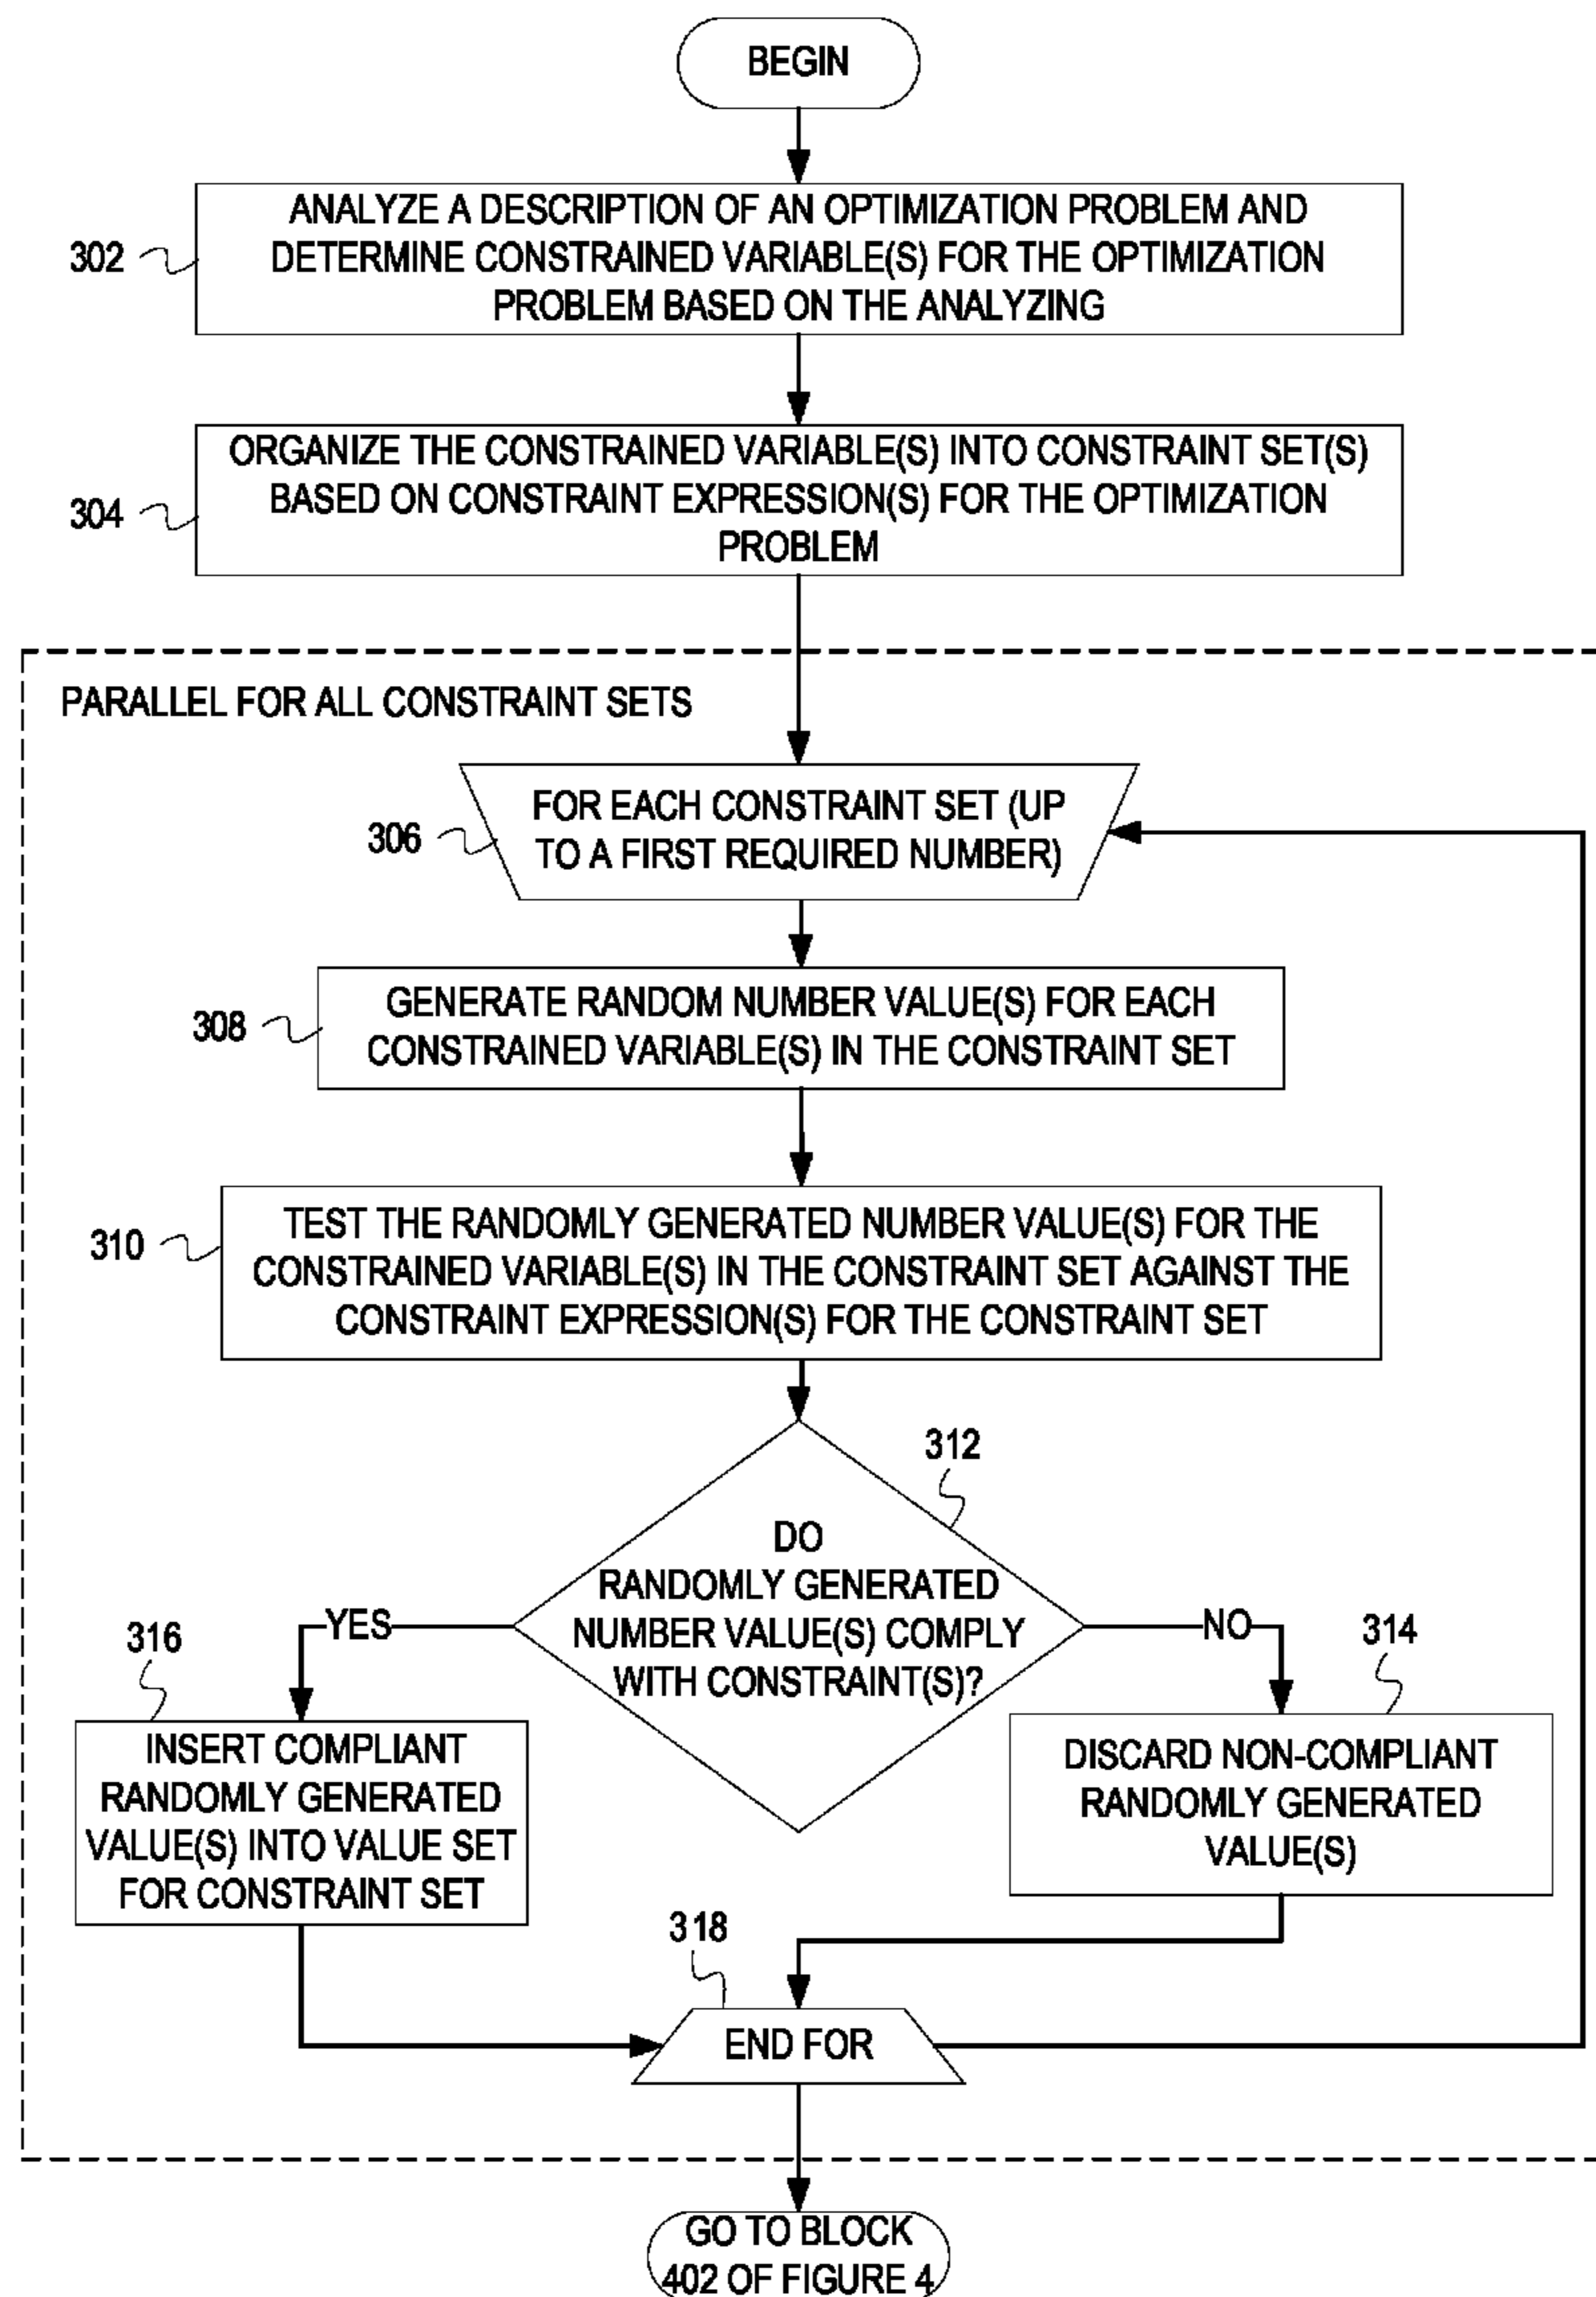 BEGIN
ANALYZE A DESCRIPTION OF AN OPTIMIZATION PROBLEM AND
DETERMINE CONSTRAINED VARIABLE(S) FOR THE OPTIMIZATION
PROBLEM BASED ON THE ANALYZING
302
ORGANIZE THE CONSTRAINED VARIABLE(S) INTO CONSTRAINT SET(S)
BASED ON CONSTRAINT EXPRESSION(S) FOR THE OPTIMIZATION
PROBLEM
304
PARALLEL FOR ALL CONSTRAINT SETS
FOR EACH CONSTRAINT SET (UP
TO A FIRST REQUIRED NUMBER)
306
GENERATE RANDOM NUMBER VALUE(S) FOR EACH
CONSTRAINED VARIABLE(S) IN THE CONSTRAINT SET
308
TEST THE RANDOMLY GENERATED NUMBER VALUE(S) FOR THE
CONSTRAINED VARIABLE(S) IN THE CONSTRAINT SET AGAINST THE
CONSTRAINT EXPRESSION(S) FOR THE CONSTRAINT SET
310
312
DO
RANDOMLY GENERATED
NUMBER VALUE(S) COMPLY
WITH CONSTRAINT(S)?
YES
NO
316
INSERT COMPLIANT
RANDOMLY GENERATED
VALUE(S) INTO VALUE SET
FOR CONSTRAINT SET
314
DISCARD NON-COMPLIANT
RANDOMLY GENERATED
VALUE(S)
318
END FOR
GO TO BLOCK
402 OF FIGURE 4